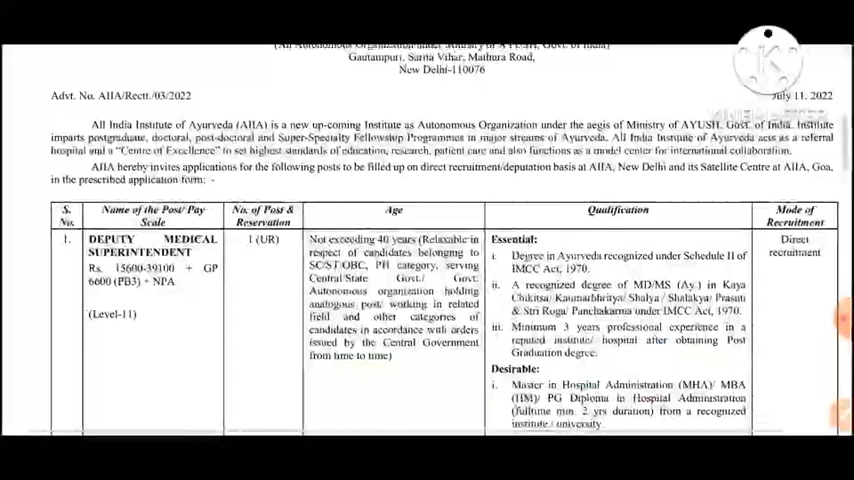 (An Autonomous Organization under Ministry of AYUSH, Govt. of India)
Gautampuri, Sarita Vihar, Mathura Road,
New Delhi-110076
Advt. No. AIIA/Rectt./03/2022
July 11, 2022
KINEMASTER
All India Institute of Ayurveda (AIIA) is a new up-coming Institute as Autonomous Organization under the aegis of Ministry of AYUSH, Govt. of India. Institute
imparts postgraduate, doctoral, post-doctoral and Super-Specialty Fellowship Programmes in major streams of Ayurveda. All India Institute of Ayurveda acts as a referral
hospital and a "Centre of Excellence" to set highest standards of education, research, patient care and also functions as a model center for international collaboration.
AIIA hereby invites applications for the following posts to be filled up on direct recruitment/deputation basis at AIIA, New Delhi and its Satellite Centre at AIIA, Goa,
in the prescribed application form: -
S. No.
Name of the Post/ Pay Scale
No. of Post & Reservation
Age
Qualification
Mode of Recruitment
1.
DEPUTY MEDICAL
SUPERINTENDENT
Rs. 15600-39100 + GP
6600 (PB3) + NPA
(Level-11)
1 (UR)
Not exceeding 40 years (Relaxable in
respect of candidates belonging to
SC/ST/OBC, PH category, serving
Central/State Govt./ Govt.
Autonomous organization holding
analogous post/ working in related
field and other categories of
candidates in accordance with orders
issued by the Central Government
from time to time)
Essential:
i. Degree in Ayurveda recognized under Schedule II of
IMCC Act, 1970.
ii. A recognized degree of MD/MS (Ay.) in Kaya
Chikitsa/ Kaumarbhritya/ Shalya/ Shalakya/ Prasuti
& Stri Roga/ Panchakarma under IMCC Act, 1970.
iii. Minimum 3 years professional experience in a
reputed institute/ hospital after obtaining Post
Graduation degree.
Desirable:
i. Master in Hospital Administration (MHA)/ MBA
(HM)/ PG Diploma in Hospital Administration
(fulltime min. 2 yrs duration) from a recognized
institute / university
Direct
recruitment